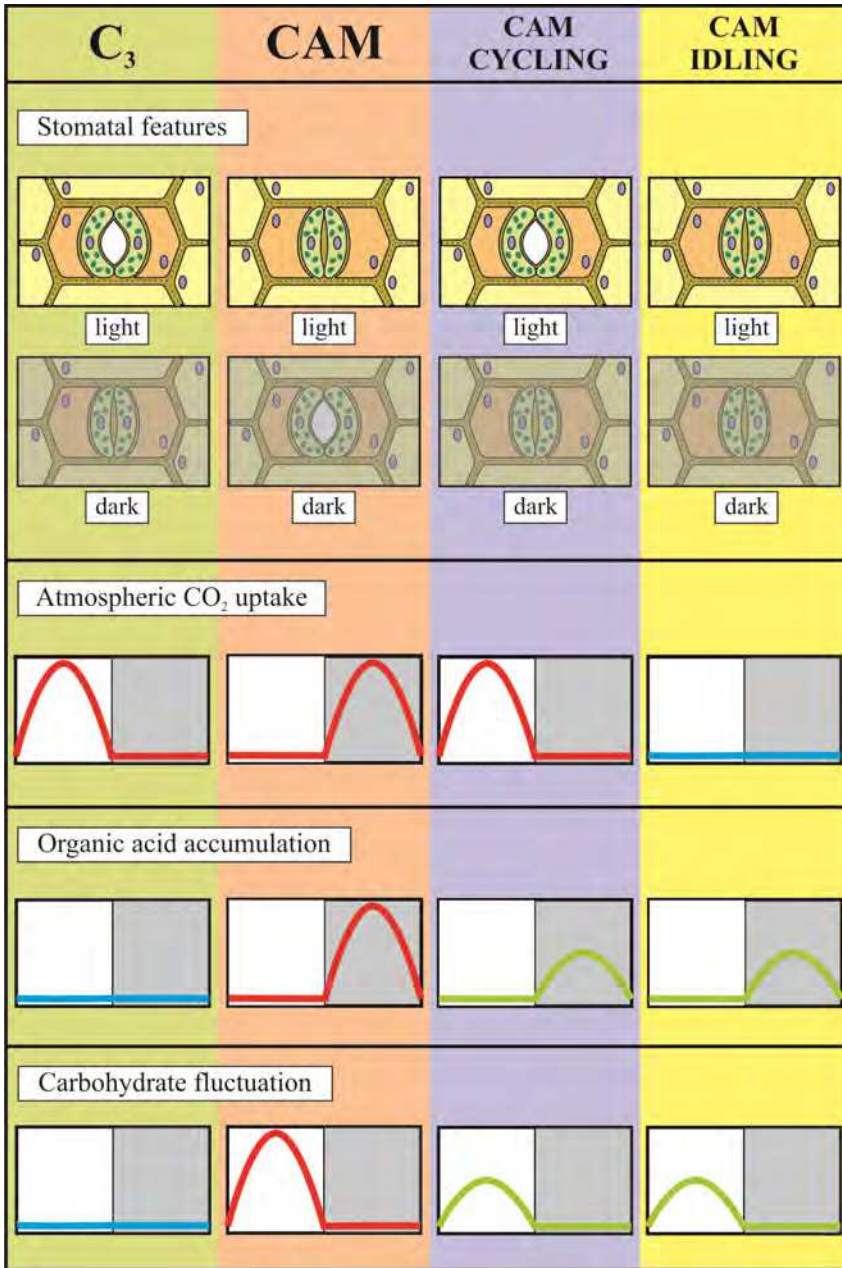 C₃
CAM
CAM
CYCLING
CAM
IDLING
Stomatal features
light
light
light
light
dark
dark
dark
dark
Atmospheric CO₂ uptake
Organic acid accumulation
Carbohydrate fluctuation